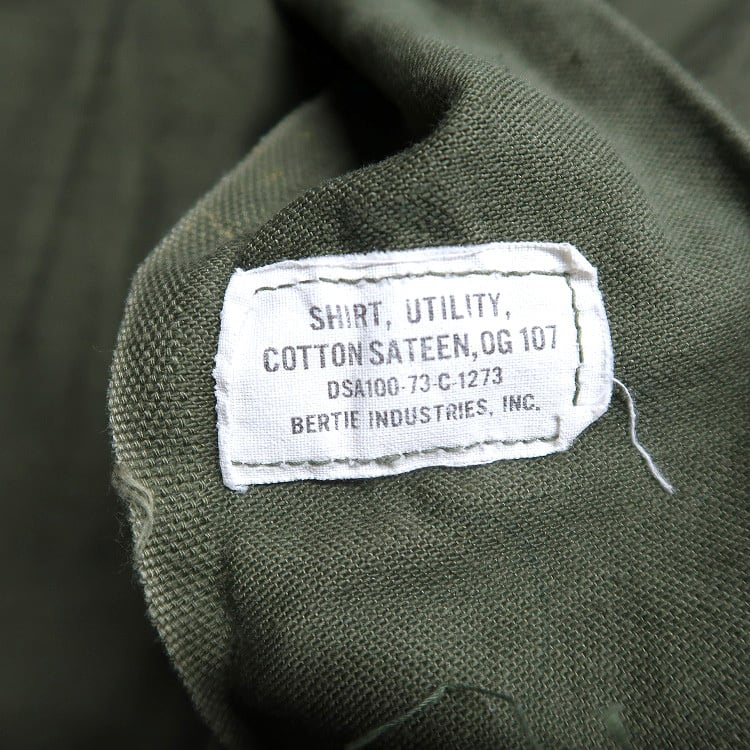 SHIRT, UTILITY,
COTTON SATEEN, OG 107
DSA100-73-C-1273
BERTIE INDUSTRIES, INC.